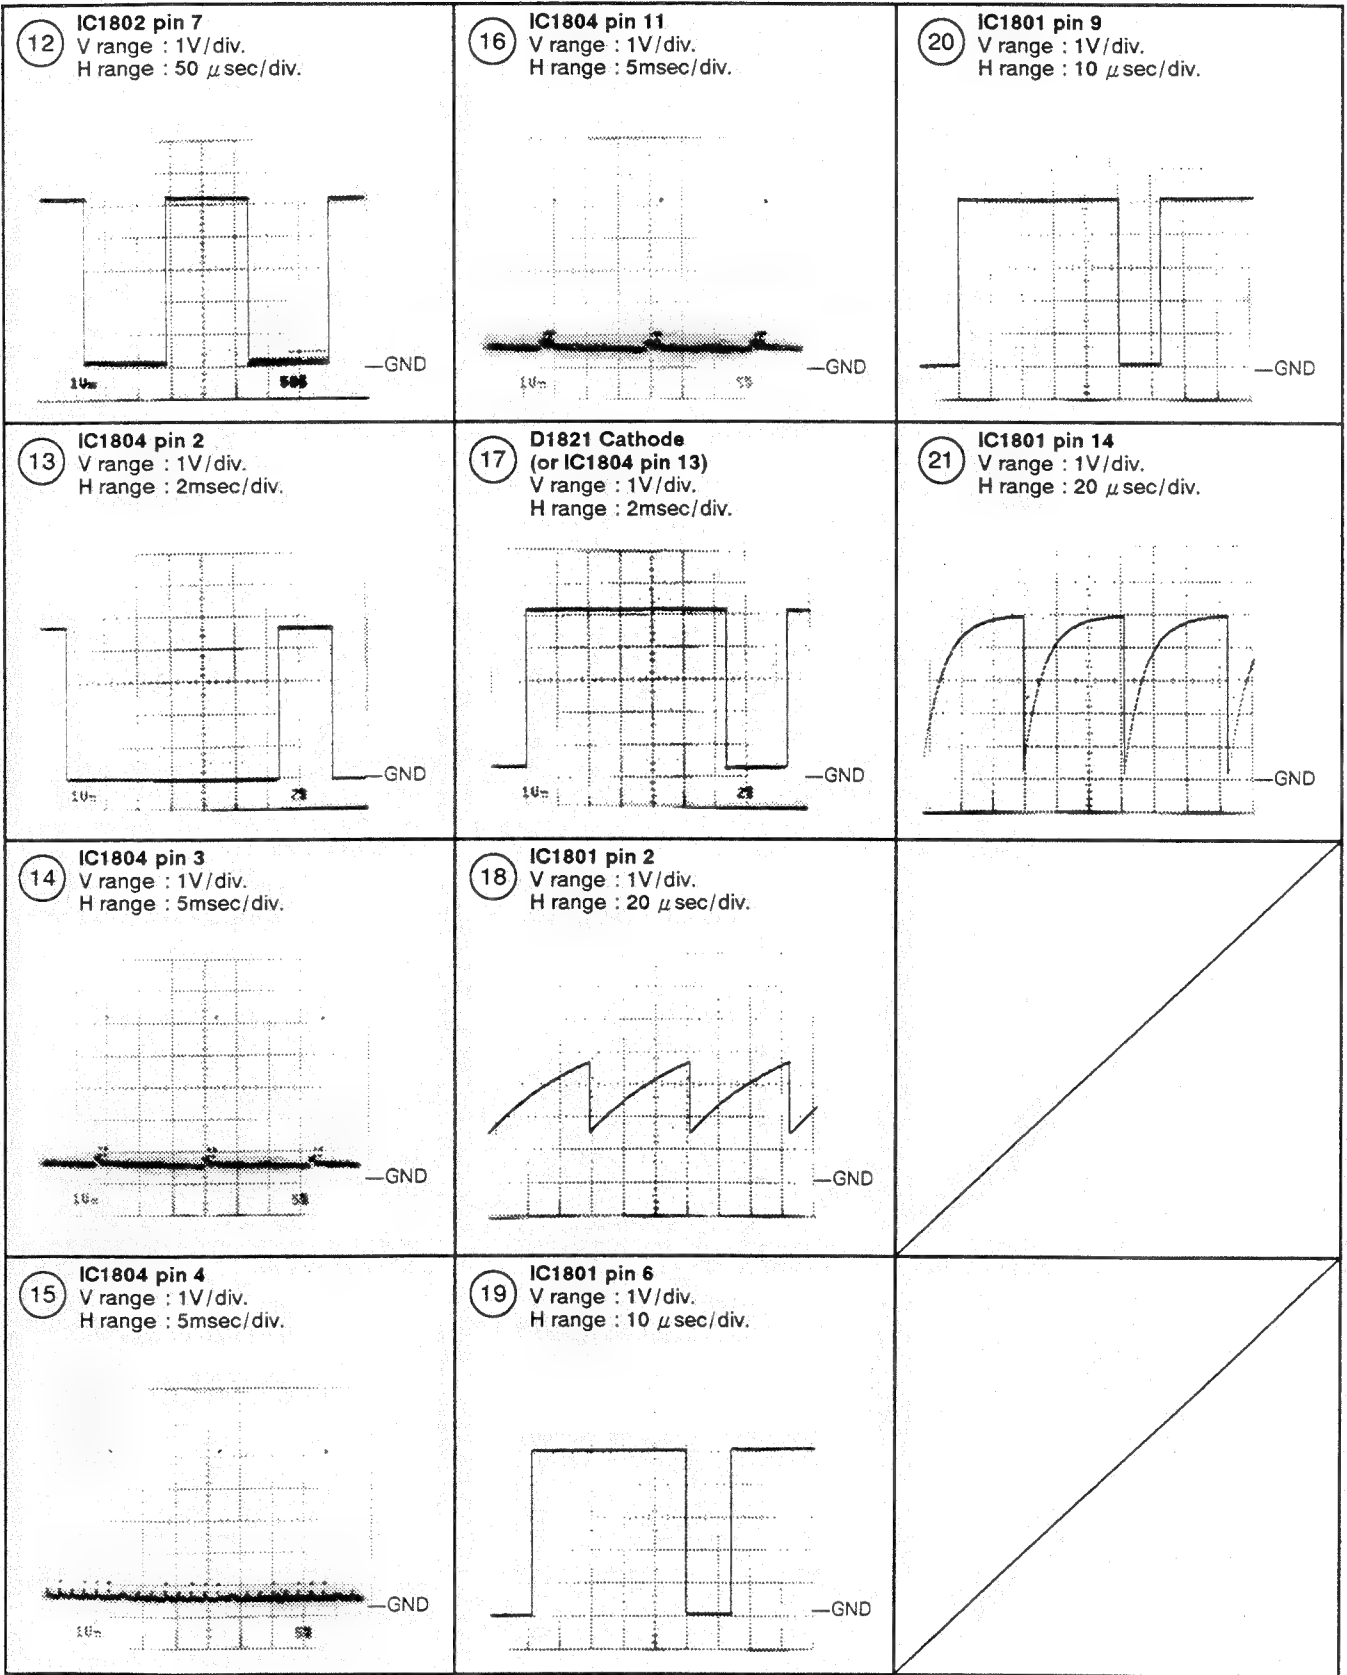 12
IC1802 pin 7
V range : 1V/div.
H range : 50 μsec/div.
GND
13
IC1804 pin 2
V range : 1V/div.
H range : 2msec/div.
GND
14
IC1804 pin 3
V range : 1V/div.
H range : 5msec/div.
GND
15
IC1804 pin 4
V range : 1V/div.
H range : 5msec/div.
GND
16
IC1804 pin 11
V range : 1V/div.
H range : 5msec/div.
GND
17
D1821 Cathode
(or IC1804 pin 13)
V range : 1V/div.
H range : 2msec/div.
GND
18
IC1801 pin 2
V range : 1V/div.
H range : 20 μsec/div.
GND
19
IC1801 pin 6
V range : 1V/div.
H range : 10 μsec/div.
GND
20
IC1801 pin 9
V range : 1V/div.
H range : 10 μsec/div.
GND
21
IC1801 pin 14
V range : 1V/div.
H range : 20 μsec/div.
GND